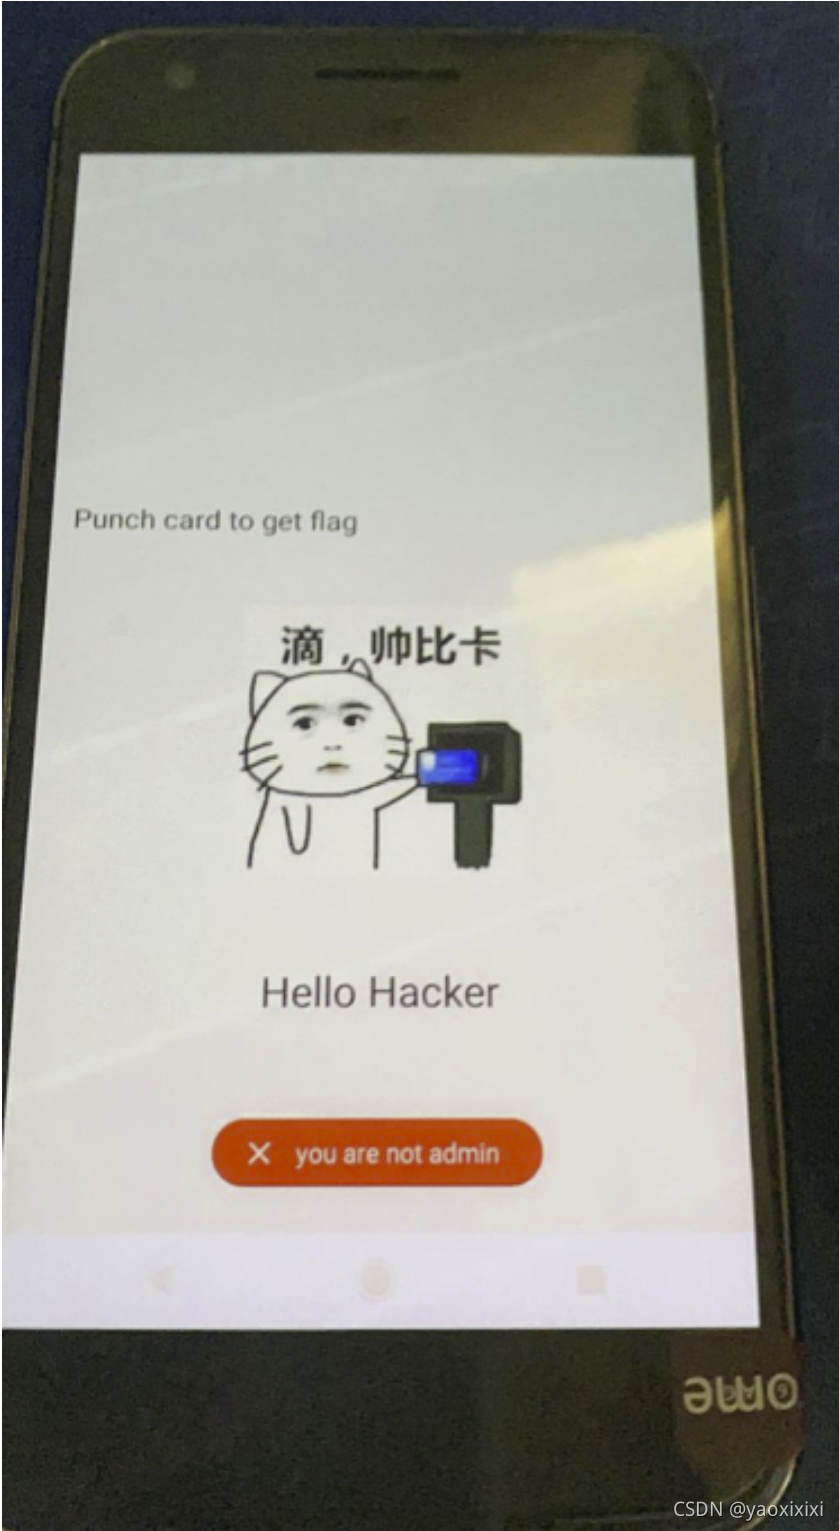 Punch card to get flag
滴，帅比卡
Hello Hacker
you are not admin
CSDN @yaoxixixi